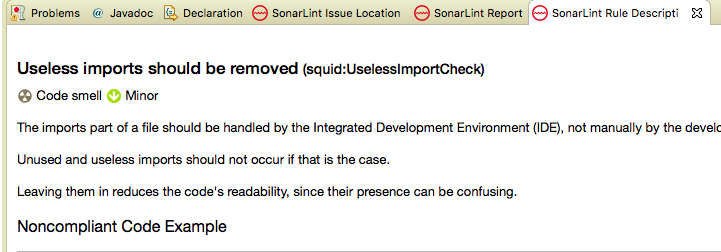 Problems @ Javadoc Declaration SonarLint Issue Location SonarLint Report SonarLint Rule Descripti
Useless imports should be removed (squid:UselessImportCheck)
Code smell Minor
The imports part of a file should be handled by the Integrated Development Environment (IDE), not manually by the develo
Unused and useless imports should not occur if that is the case.
Leaving them in reduces the code's readability, since their presence can be confusing.
Noncompliant Code Example